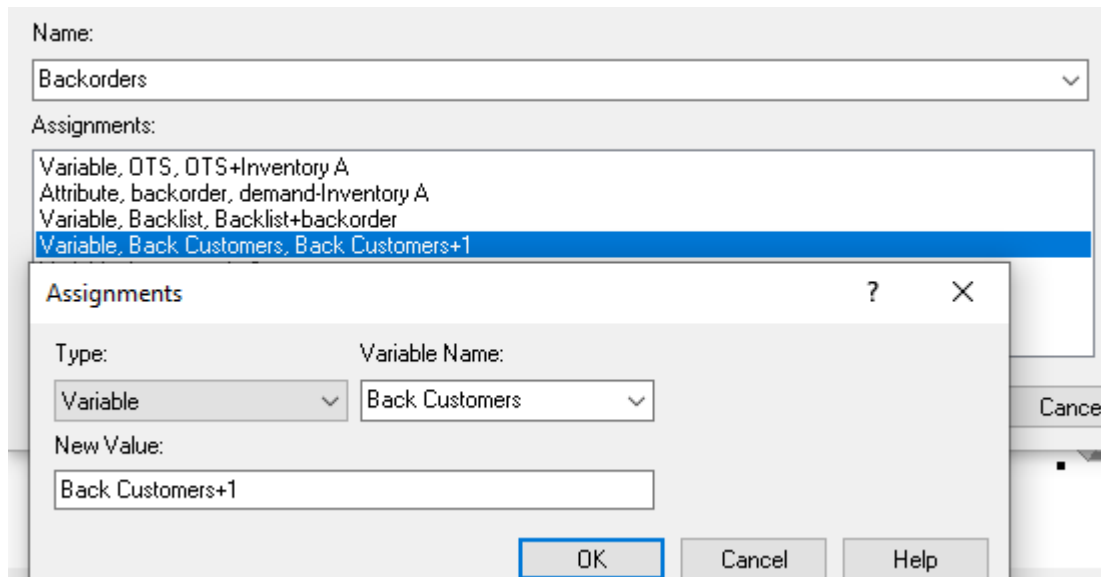 Name:
Backorders
Assignments:
Variable, OTS, OTS+Inventory A
Attribute, backorder, demand-Inventory A
Variable, Backlist, Backlist+backorder
Variable, Back Customers, Back Customers+1
Assignments ? X
Type: Variable Name:
Variable Back Customers
Cance
New Value:
Back Customers+1
OK Cancel Help